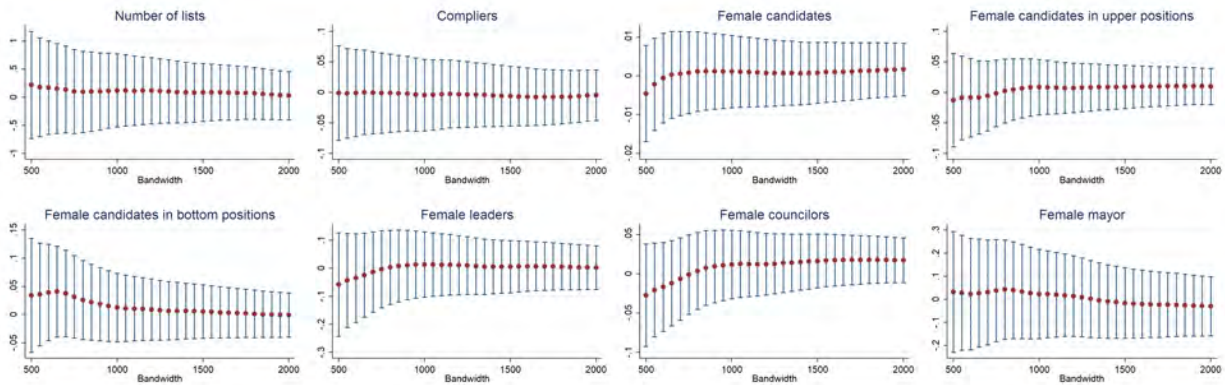 Number of lists
1
.5
0
-.5
-1
500 1000 1500 2000
Bandwidth
Compliers
.1
.05
0
-.05
-.1
500 1000 1500 2000
Bandwidth
Female candidates
.01
0
-.01
-.02
500 1000 1500 2000
Bandwidth
Female candidates in upper positions
.1
.05
0
-.05
-.1
500 1000 1500 2000
Bandwidth
Female candidates in bottom positions
.15
.1
.05
0
-.05
500 1000 1500 2000
Bandwidth
Female leaders
.1
0
-.1
-.2
-.3
500 1000 1500 2000
Bandwidth
Female councilors
.05
0
-.05
-.1
500 1000 1500 2000
Bandwidth
Female mayor
.3
.2
.1
0
-.1
-.2
500 1000 1500 2000
Bandwidth